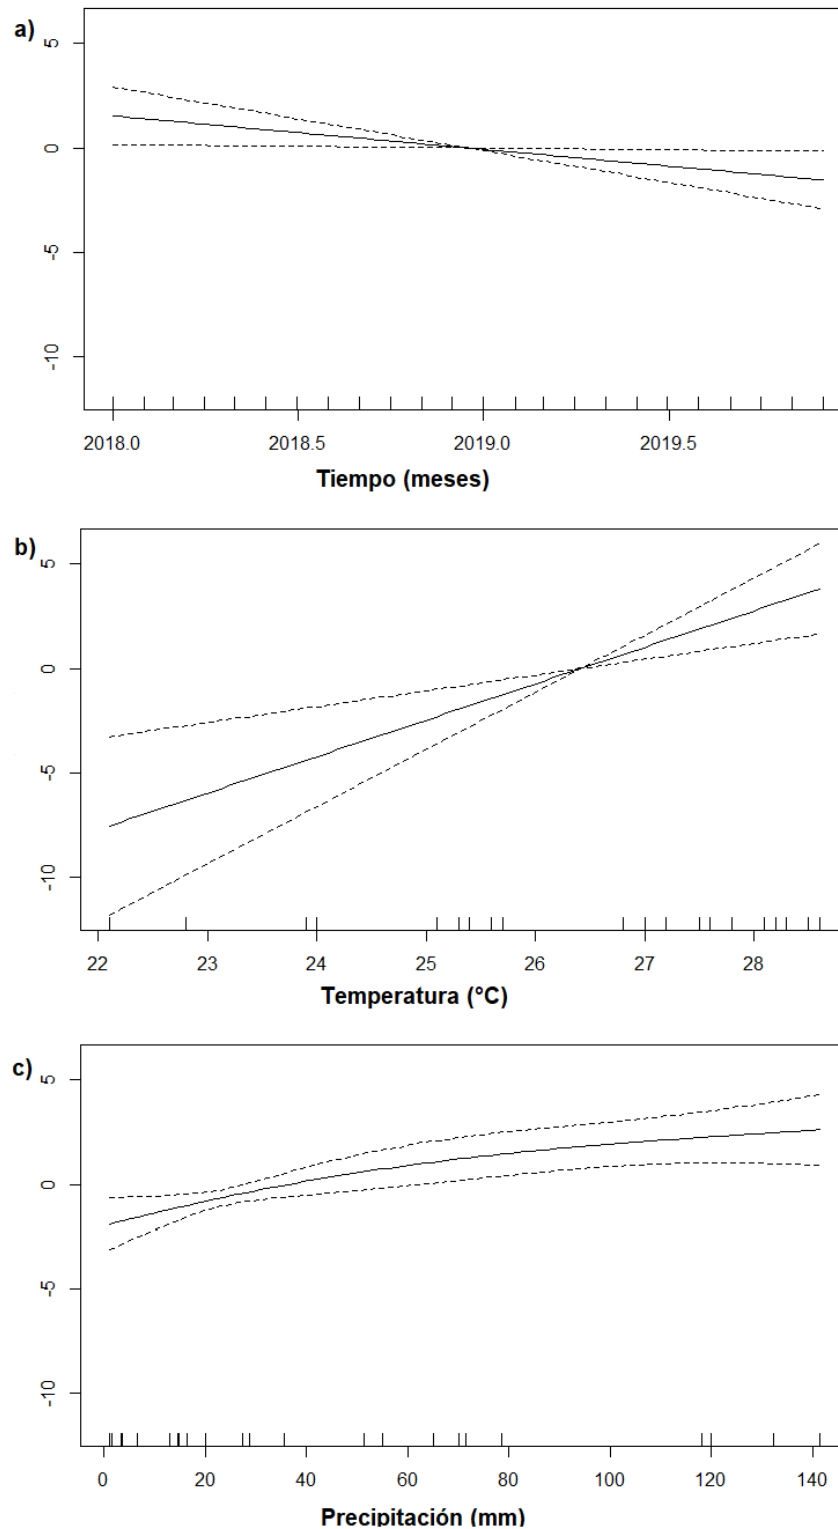 a)
5
0
-5
-10
2018.0 2018.5 2019.0 2019.5
Tiempo (meses)
b)
5
0
-5
-10
22 23 24 25 26 27 28
Temperatura (°C)
c)
5
0
-5
-10
0 20 40 60 80 100 120 140
Precipitación (mm)